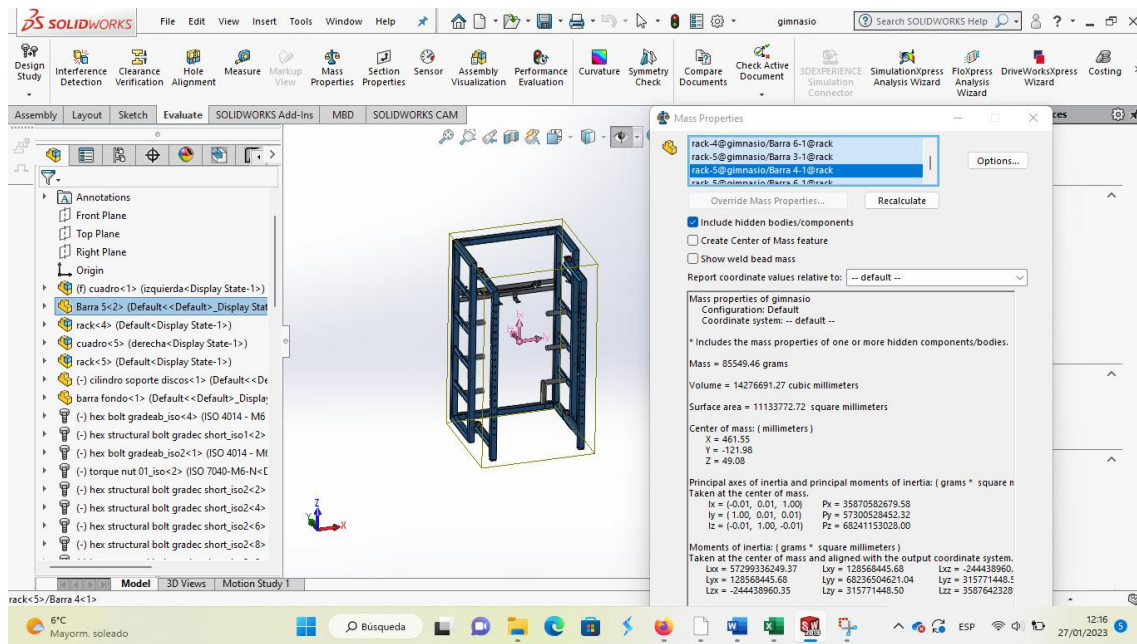 SOLIDWORKS File Edit View Insert Tools Window Help gimnasio Search SOLIDWORKS Help
Design Study
Interference Detection
Clearance Verification
Hole Alignment
Measure
Markup View
Mass Properties
Section Properties
Sensor
Assembly Visualization
Performance Evaluation
Curvature
Symmetry Check
Compare Documents
Check Active Document
3DEXPERIENCE Simulation Connector
SimulationXpress Analysis Wizard
FloXpress Analysis Wizard
DriveWorksXpress Wizard
Costing
Assembly Layout Sketch Evaluate SOLIDWORKS Add-Ins MBD SOLIDWORKS CAM
Annotations
Front Plane
Top Plane
Right Plane
Origin
(f) cuadro<1> (izquierda<Display State-1>)
Barra 5<2> (Default<<Default>_Display Stat
rack<4> (Default<Display State-1>)
cuadro<5> (derecha<Display State-1>)
rack<5> (Default<Display State-1>)
(-) cilindro soporte discos<1> (Default<<De
barra fondo<1> (Default<<Default>_Display
(-) hex bolt gradeab_iso<4> (ISO 4014 - M6
(-) hex structural bolt gradec short_iso1<2>
(-) hex bolt gradeab_iso2<1> (ISO 4014 - M6
(-) torque nut 01_iso<2> (ISO 7040-M6-N<D
(-) hex structural bolt gradec short_iso2<2>
(-) hex structural bolt gradec short_iso2<4>
(-) hex structural bolt gradec short_iso2<6>
(-) hex structural bolt gradec short_iso2<8>
Z
Y
X
Mass Properties
ces
rack-4@gimnasio/Barra 6-1@rack
rack-5@gimnasio/Barra 3-1@rack
rack-5@gimnasio/Barra 4-1@rack
rack-5@gimnasio/Barra 6-1@rack
Options...
Override Mass Properties... Recalculate
Include hidden bodies/components
Create Center of Mass feature
Show weld bead mass
Report coordinate values relative to: -- default --
Mass properties of gimnasio
Configuration: Default
Coordinate system: -- default --
* Includes the mass properties of one or more hidden components/bodies.
Mass = 85549.46 grams
Volume = 14276691.27 cubic millimeters
Surface area = 11133772.72 square millimeters
Center of mass: ( millimeters )
X = 461.55
Y = -121.98
Z = 49.08
Principal axes of inertia and principal moments of inertia: ( grams * square m
Taken at the center of mass.
Ix = (-0.01, 0.01, 1.00) Px = 35870582679.58
Iy = ( 1.00, 0.01, 0.01) Py = 57300528452.32
Iz = (-0.01, 1.00, -0.01) Pz = 68241153028.00
Moments of inertia: ( grams * square millimeters )
Taken at the center of mass and aligned with the output coordinate system.
Lxx = 57299336249.37 Lxy = 128568445.68 Lxz = -244438960.
Lyx = 128568445.68 Lyy = 68236504621.04 Lyz = 315771448.5
Lzx = -244438960.35 Lzy = 315771448.50 Lzz = 3587642328
Model 3D Views Motion Study 1
rack<5>/Barra 4<1>
6°C
Mayorm. soleado
Búsqueda
ESP
12:16
27/01/2023
5